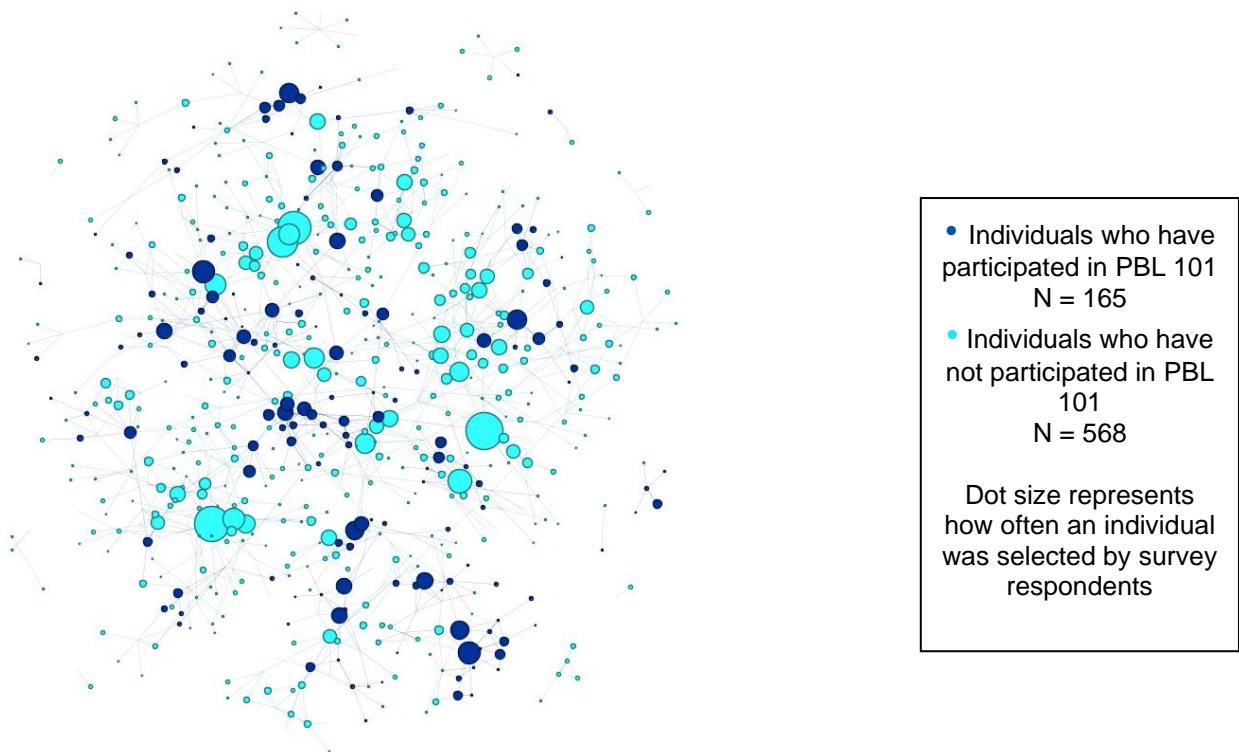 • Individuals who have
participated in PBL 101
N = 165
• Individuals who have
not participated in PBL
101
N = 568
Dot size represents
how often an individual
was selected by survey
respondents